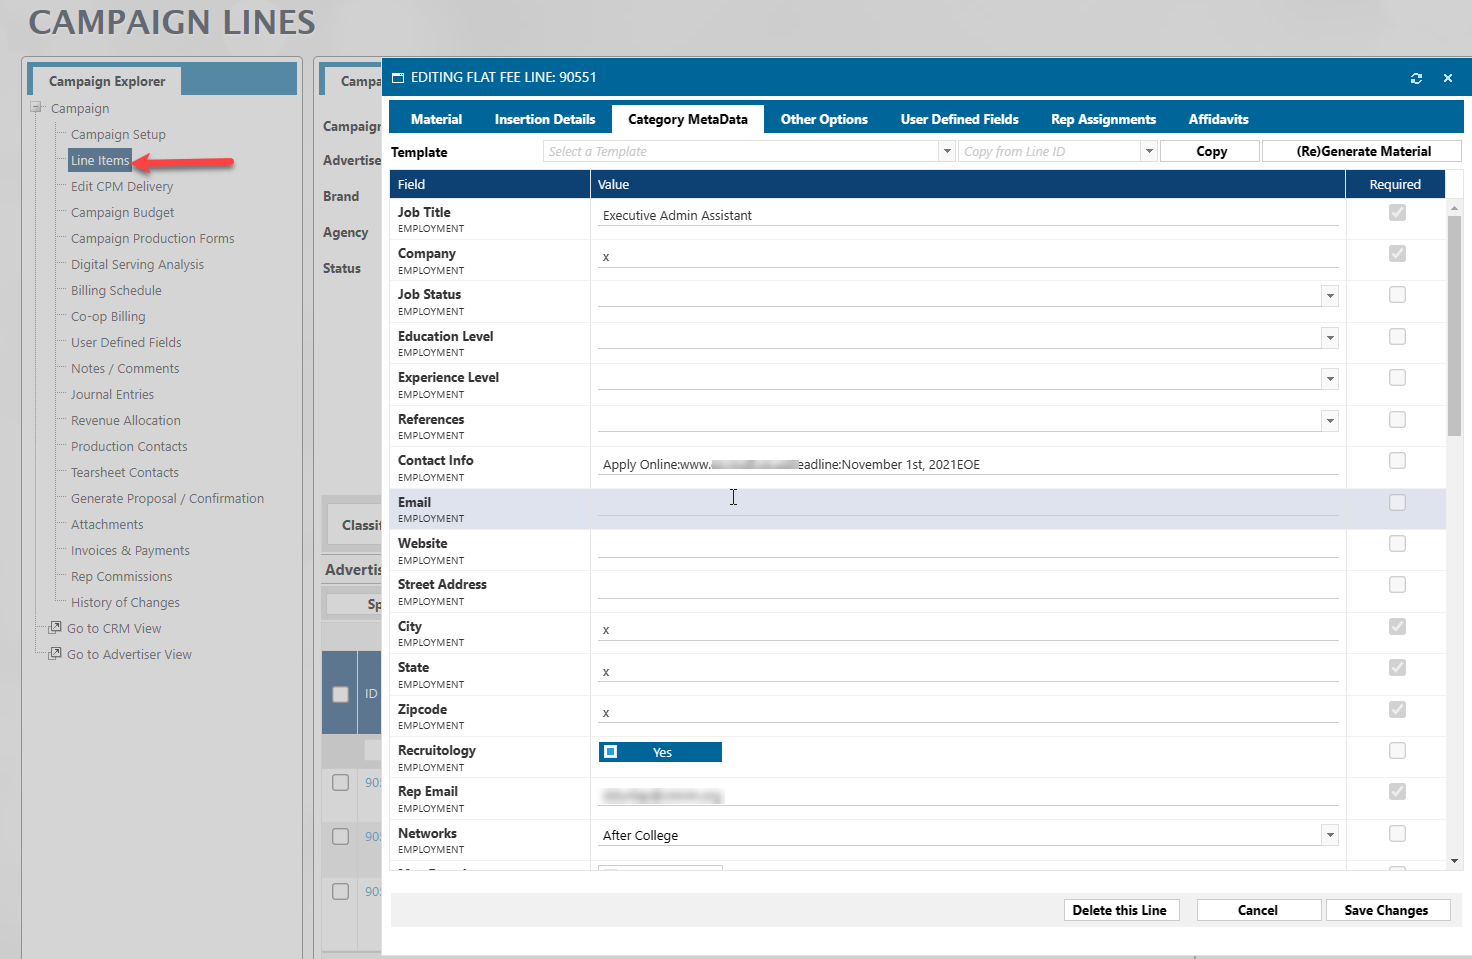 CAMPAIGN LINES
Campaign Explorer
Campaign
Campaign Setup
Line Items
Edit CPM Delivery
Campaign Budget
Campaign Production Forms
Digital Serving Analysis
Billing Schedule
Co-op Billing
User Defined Fields
Notes / Comments
Journal Entries
Revenue Allocation
Production Contacts
Tearsheet Contacts
Generate Proposal / Confirmation
Attachments
Invoices & Payments
Rep Commissions
History of Changes
Go to CRM View
Go to Advertiser View
Campa
Campaign
Advertise
Brand
Agency
Status
Classif
Advertis
Sp
ID
905
905
905
EDITING FLAT FEE LINE: 90551
Material Insertion Details Category MetaData Other Options User Defined Fields Rep Assignments Affidavits
Template Select a Template Copy from Line ID Copy (Re)Generate Material
Field Value Required
Job Title Executive Admin Assistant
EMPLOYMENT
Company x
EMPLOYMENT
Job Status
EMPLOYMENT
Education Level
EMPLOYMENT
Experience Level
EMPLOYMENT
References
EMPLOYMENT
Contact Info Apply Online:www. eadline:November 1st, 2021EOE
EMPLOYMENT
Email
EMPLOYMENT
Website
EMPLOYMENT
Street Address
EMPLOYMENT
City x
EMPLOYMENT
State x
EMPLOYMENT
Zipcode x
EMPLOYMENT
Recruitology Yes
EMPLOYMENT
Rep Email
EMPLOYMENT
Networks After College
EMPLOYMENT
Delete this Line Cancel Save Changes